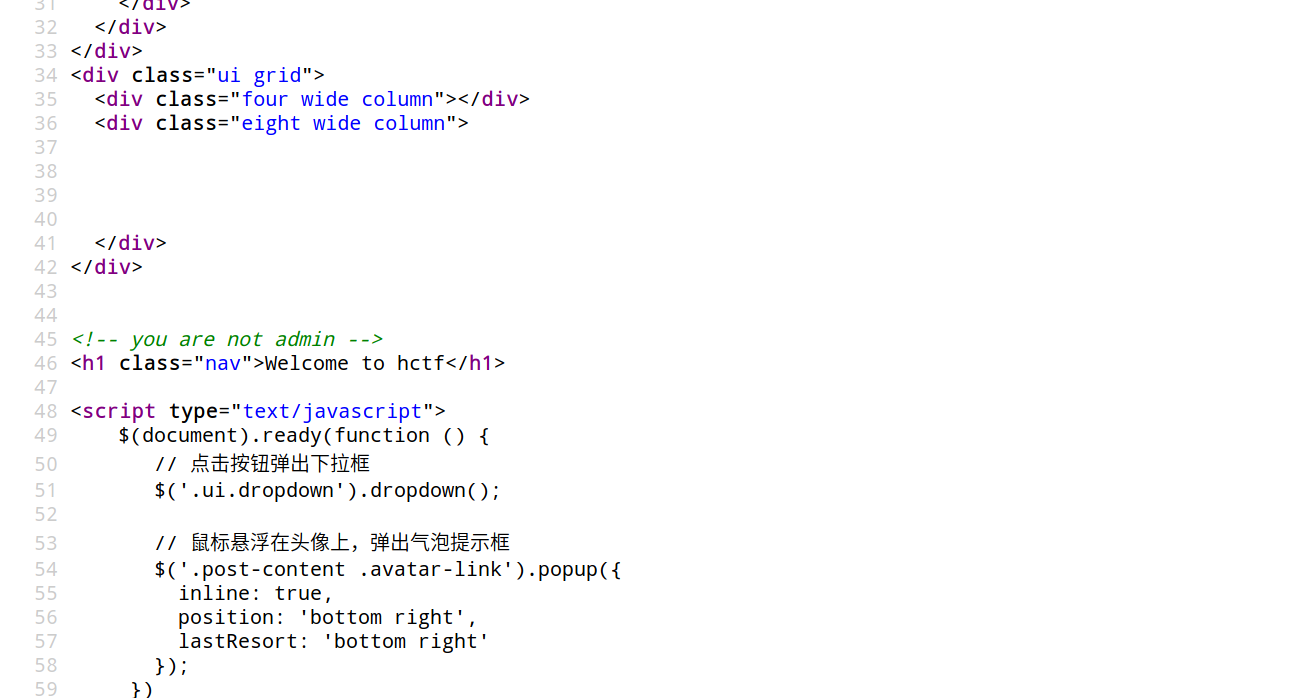 31     </div>
32   </div>
33 </div>
34 <div class="ui grid">
35   <div class="four wide column"></div>
36   <div class="eight wide column">
37
38
39
40
41   </div>
42 </div>
43
44
45 <!-- you are not admin -->
46 <h1 class="nav">Welcome to hctf</h1>
47
48 <script type="text/javascript">
49     $(document).ready(function () {
50        // 点击按钮弹出下拉框
51        $('.ui.dropdown').dropdown();
52
53        // 鼠标悬浮在头像上，弹出气泡提示框
54        $('.post-content .avatar-link').popup({
55          inline: true,
56          position: 'bottom right',
57          lastResort: 'bottom right'
58        });
59      })